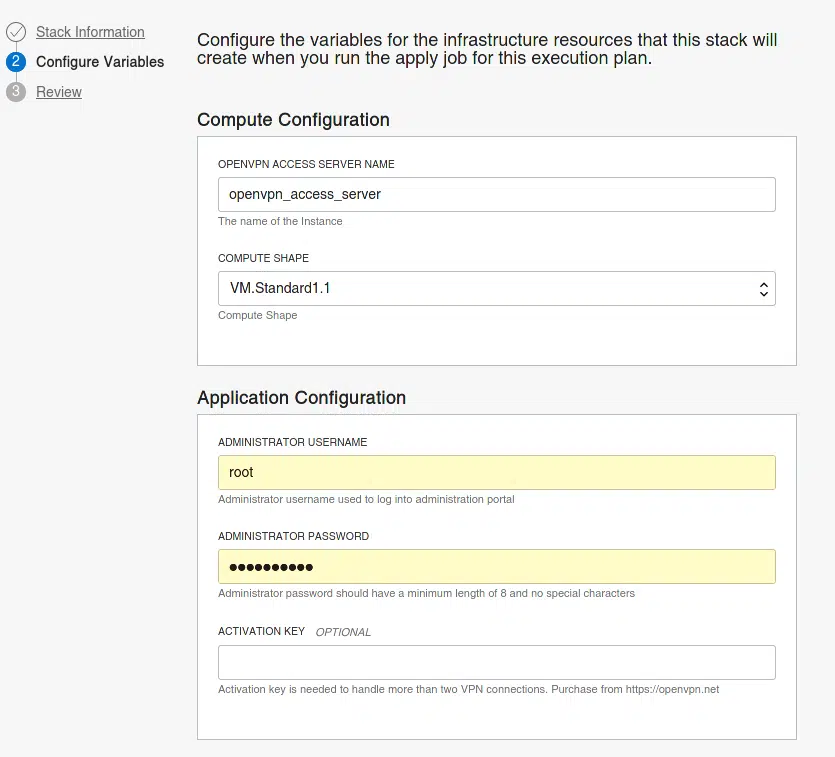 Stack Information
2 Configure Variables
3 Review
Configure the variables for the infrastructure resources that this stack will
create when you run the apply job for this execution plan.
Compute Configuration
OPENVPN ACCESS SERVER NAME
openvpn_access_server
The name of the Instance
COMPUTE SHAPE
VM.Standard1.1
Compute Shape
Application Configuration
ADMINISTRATOR USERNAME
root
Administrator username used to log into administration portal
ADMINISTRATOR PASSWORD
●●●●●●●●●●
Administrator password should have a minimum length of 8 and no special characters
ACTIVATION KEY OPTIONAL
Activation key is needed to handle more than two VPN connections. Purchase from https://openvpn.net